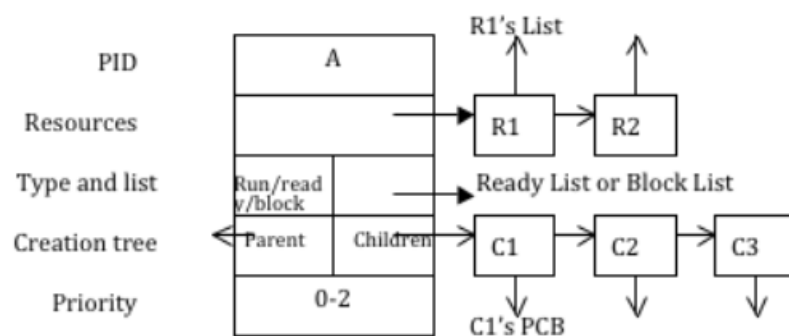 R1's List
PID
A
Resources
R1
R2
Type and list
Run/read
y/block
Ready List or Block List
Creation tree
Parent
Children
C1
C2
C3
Priority
0-2
C1's PCB